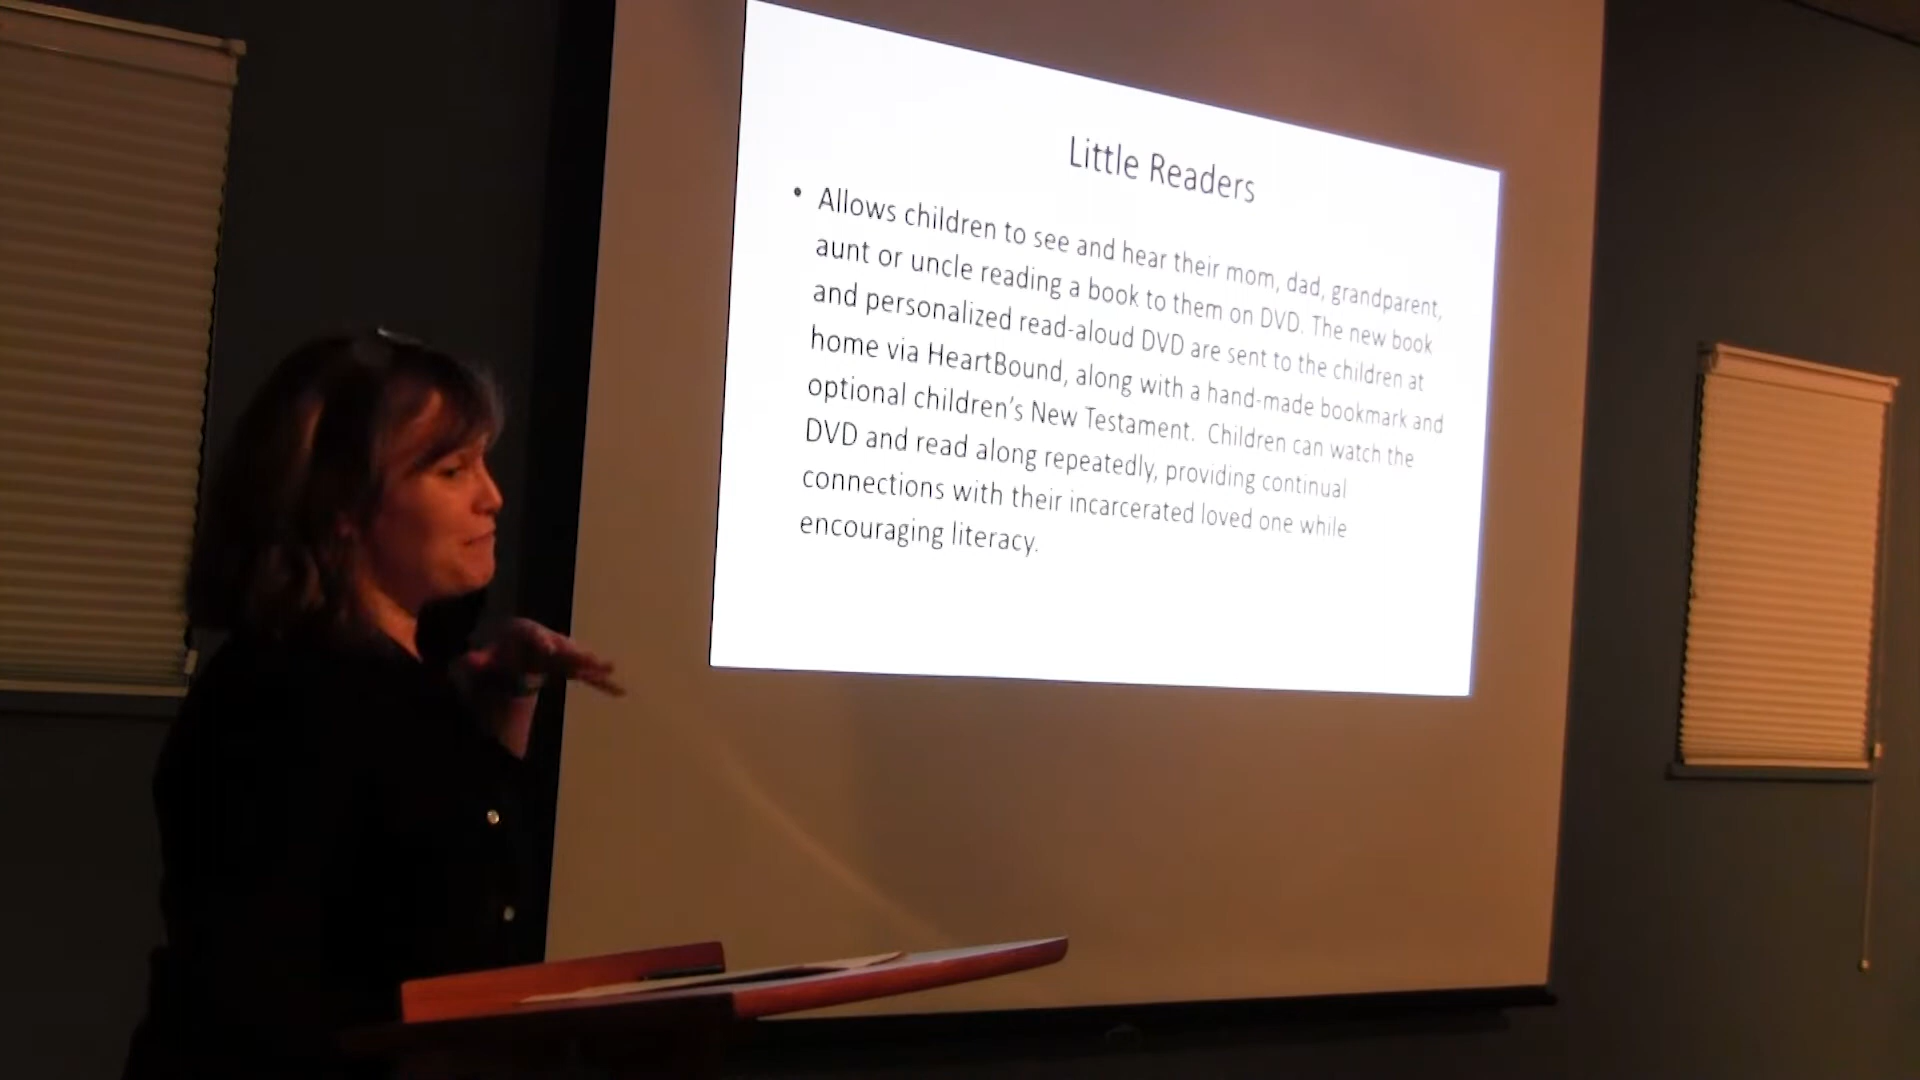 Little Readers
• Allows children to see and hear their mom, dad, grandparent,
aunt or uncle reading a book to them on DVD. The new book
and personalized read-aloud DVD are sent to the children at
home via HeartBound, along with a hand-made bookmark and
optional children's New Testament. Children can watch the
DVD and read along repeatedly, providing continual
connections with their incarcerated loved one while
encouraging literacy.